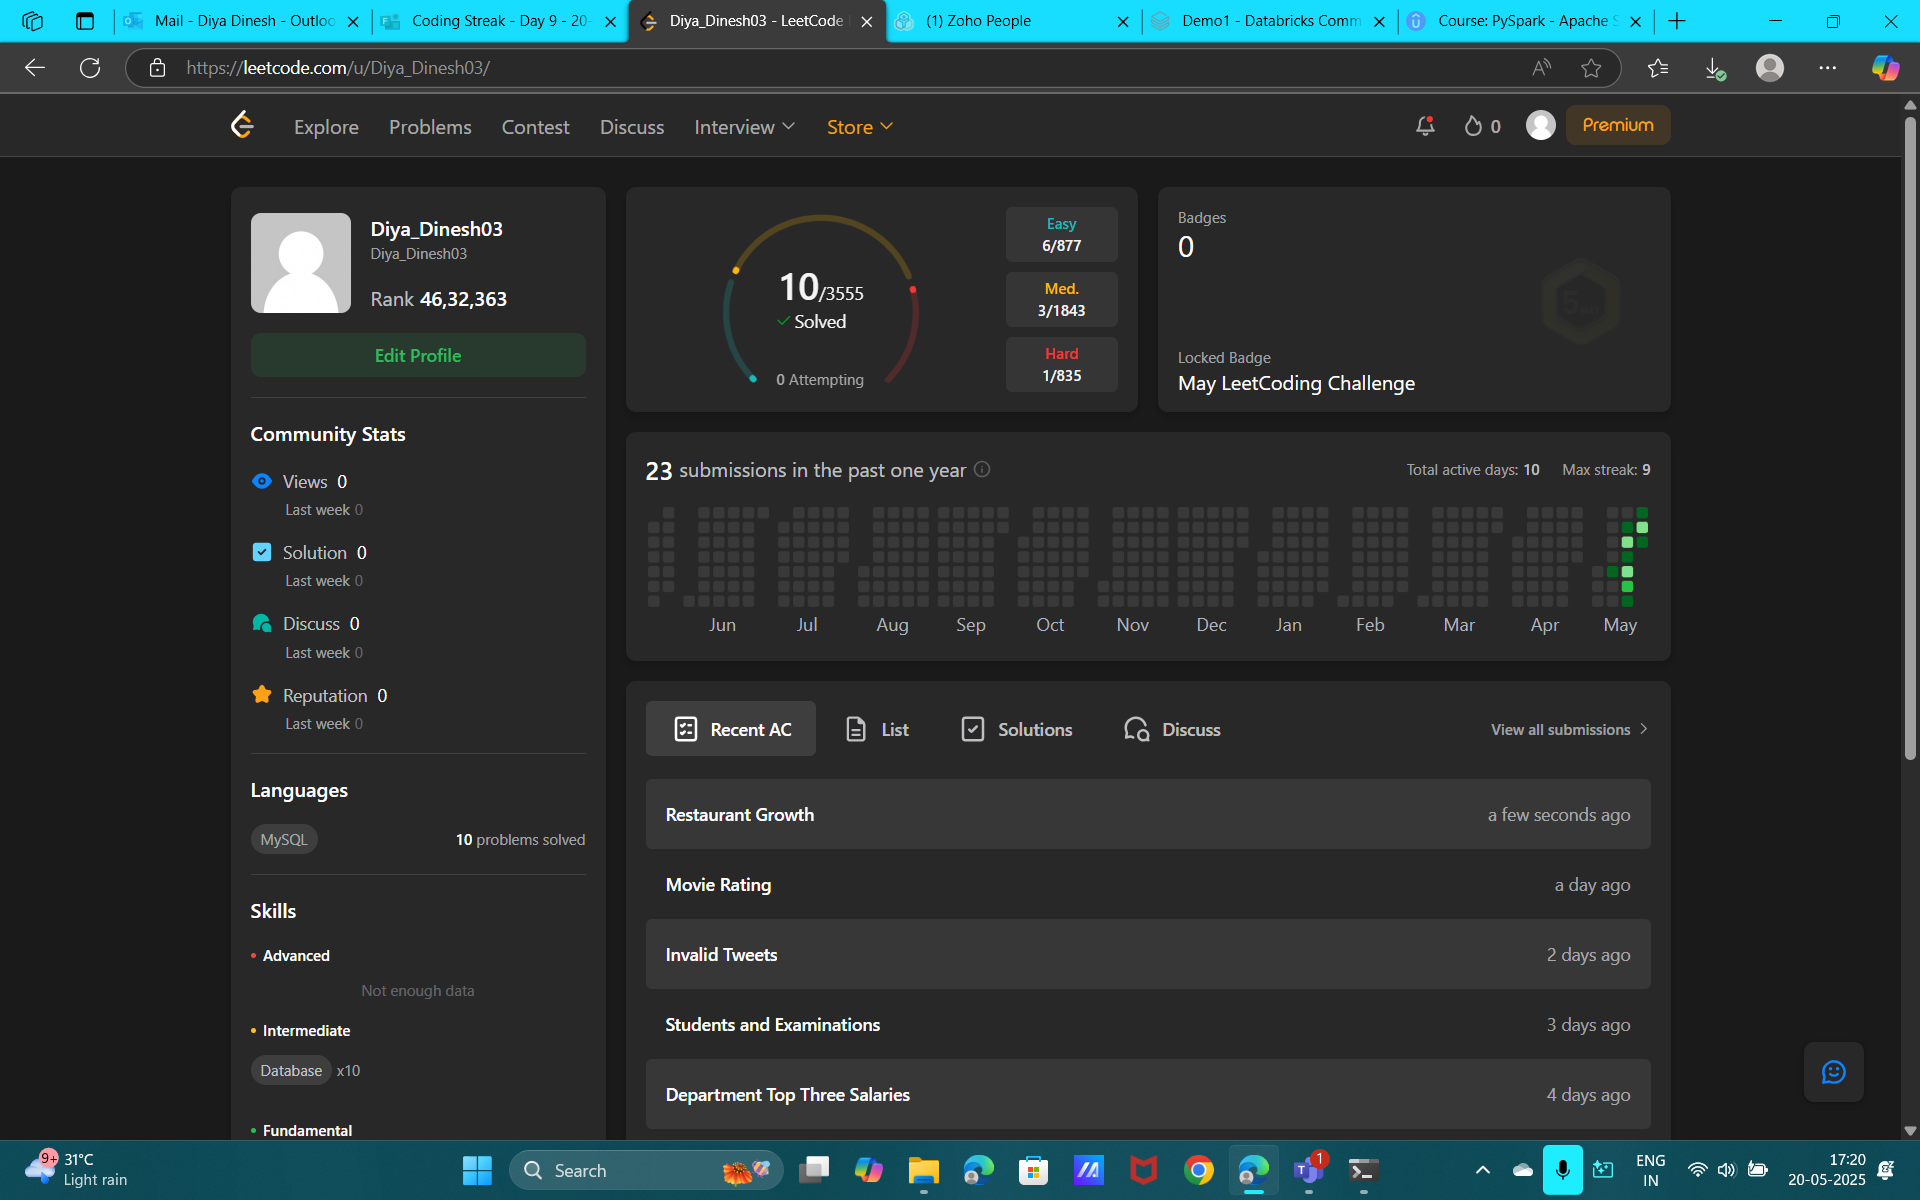 Mail - Diya Dinesh - Outloo
Coding Streak - Day 9 - 20-
Diya_Dinesh03 - LeetCode
(1) Zoho People
Demo1 - Databricks Comm
Course: PySpark - Apache S
https://leetcode.com/u/Diya_Dinesh03/
Explore
Problems
Contest
Discuss
Interview
Store
0
Premium
Diya_Dinesh03
Diya_Dinesh03
Rank 46,32,363
Edit Profile
Community Stats
Views 0
Last week 0
Solution 0
Last week 0
Discuss 0
Last week 0
Reputation 0
Last week 0
Languages
MySQL
10 problems solved
Skills
Advanced
Not enough data
Intermediate
Database x10
Fundamental
10/3555
Solved
0 Attempting
Easy
6/877
Med.
3/1843
Hard
1/835
Badges
0
Locked Badge
May LeetCoding Challenge
23 submissions in the past one year
Total active days: 10
Max streak: 9
Jun
Jul
Aug
Sep
Oct
Nov
Dec
Jan
Feb
Mar
Apr
May
Recent AC
List
Solutions
Discuss
View all submissions
Restaurant Growth
a few seconds ago
Movie Rating
a day ago
Invalid Tweets
2 days ago
Students and Examinations
3 days ago
Department Top Three Salaries
4 days ago
9+
31°C
Light rain
Search
1
ENG
IN
17:20
20-05-2025